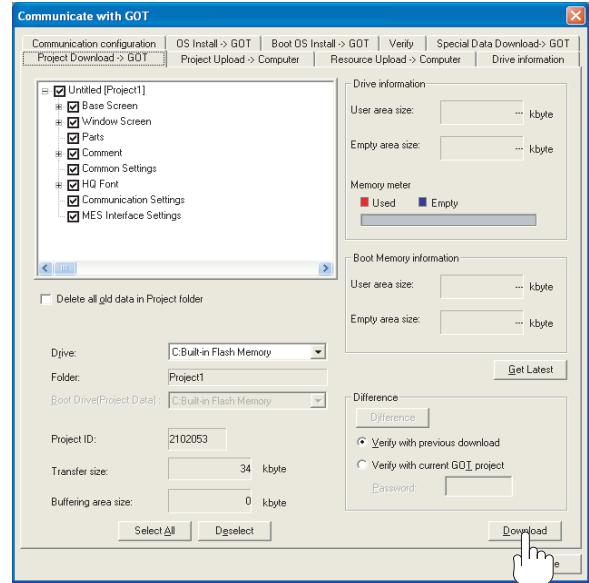 Communicate with GOT
Communication configuration OS Install -> GOT Boot OS Install -> GOT Verify Special Data Download-> GOT
Project Download -> GOT Project Upload -> Computer Resource Upload -> Computer Drive information
Untitled [Project1]
Base Screen
Window Screen
Parts
Comment
Common Settings
HQ Font
Communication Settings
MES Interface Settings
Delete all old data in Project folder
Drive: C:Built-in Flash Memory
Folder: Project1
Boot Drive(Project Data) : C:Built-in Flash Memory
Project ID: 2102053
Transfer size: 34 kbyte
Buffering area size: 0 kbyte
Select All Deselect
Drive information
User area size: --- kbyte
Empty area size: --- kbyte
Memory meter
Used Empty
Boot Memory information
User area size: --- kbyte
Empty area size: --- kbyte
Get Latest
Difference
Difference
Verify with previous download
Verify with current GOT project
Password:
Download